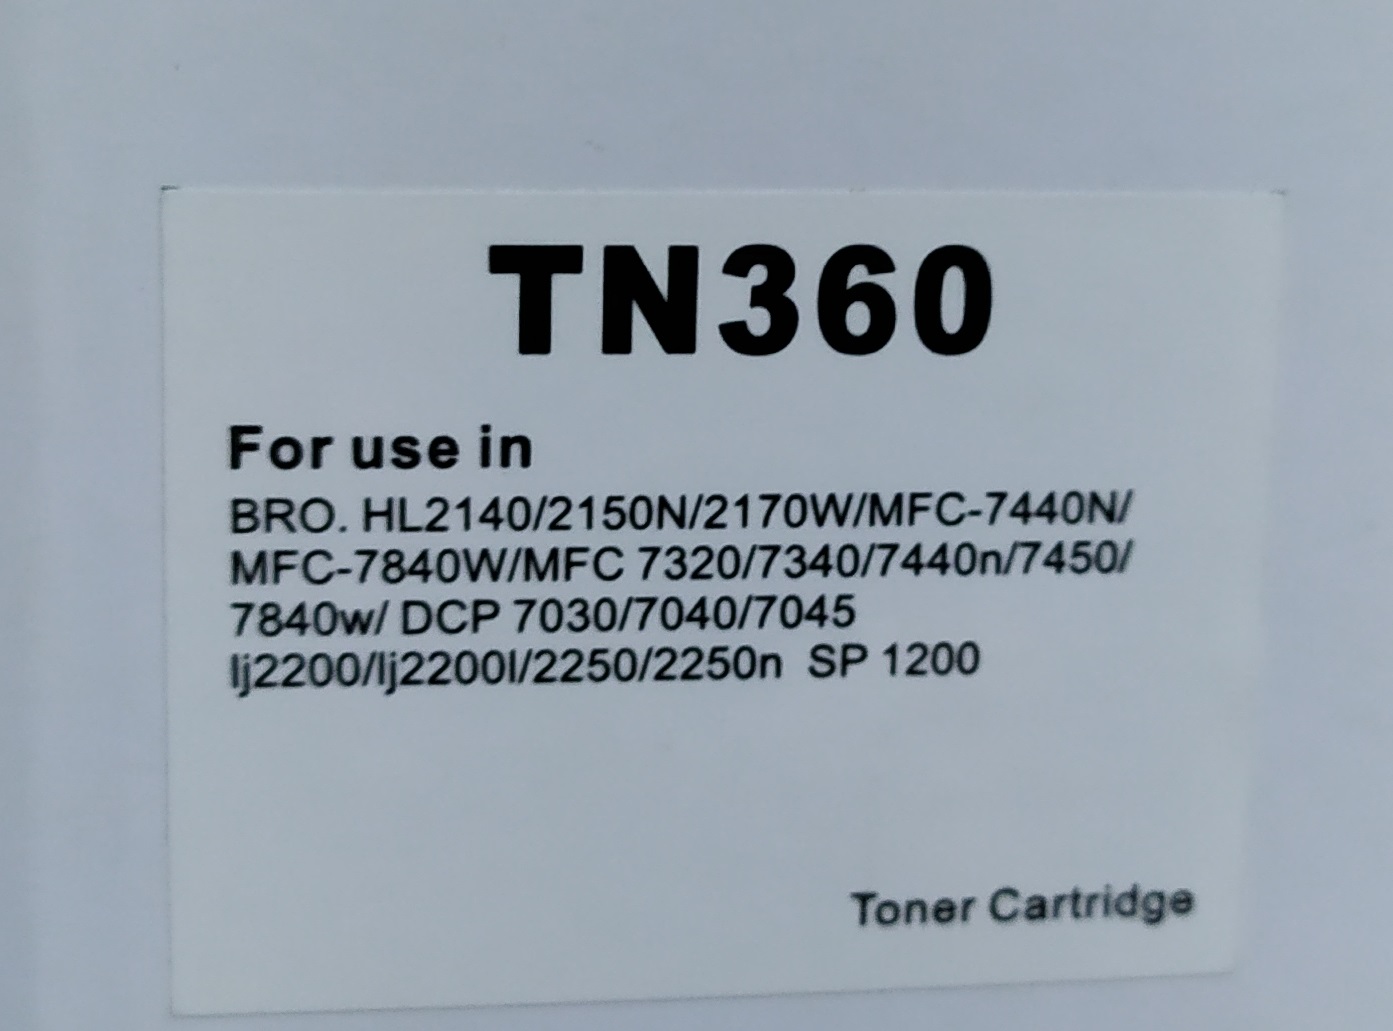 TN360
For use in
BRO. HL2140/2150N/2170W/MFC-7440N/
MFC-7840W/MFC 7320/7340/7440n/7450/
7840w/ DCP 7030/7040/7045
lj2200/lj2200l/2250/2250n  SP 1200
Toner Cartridge